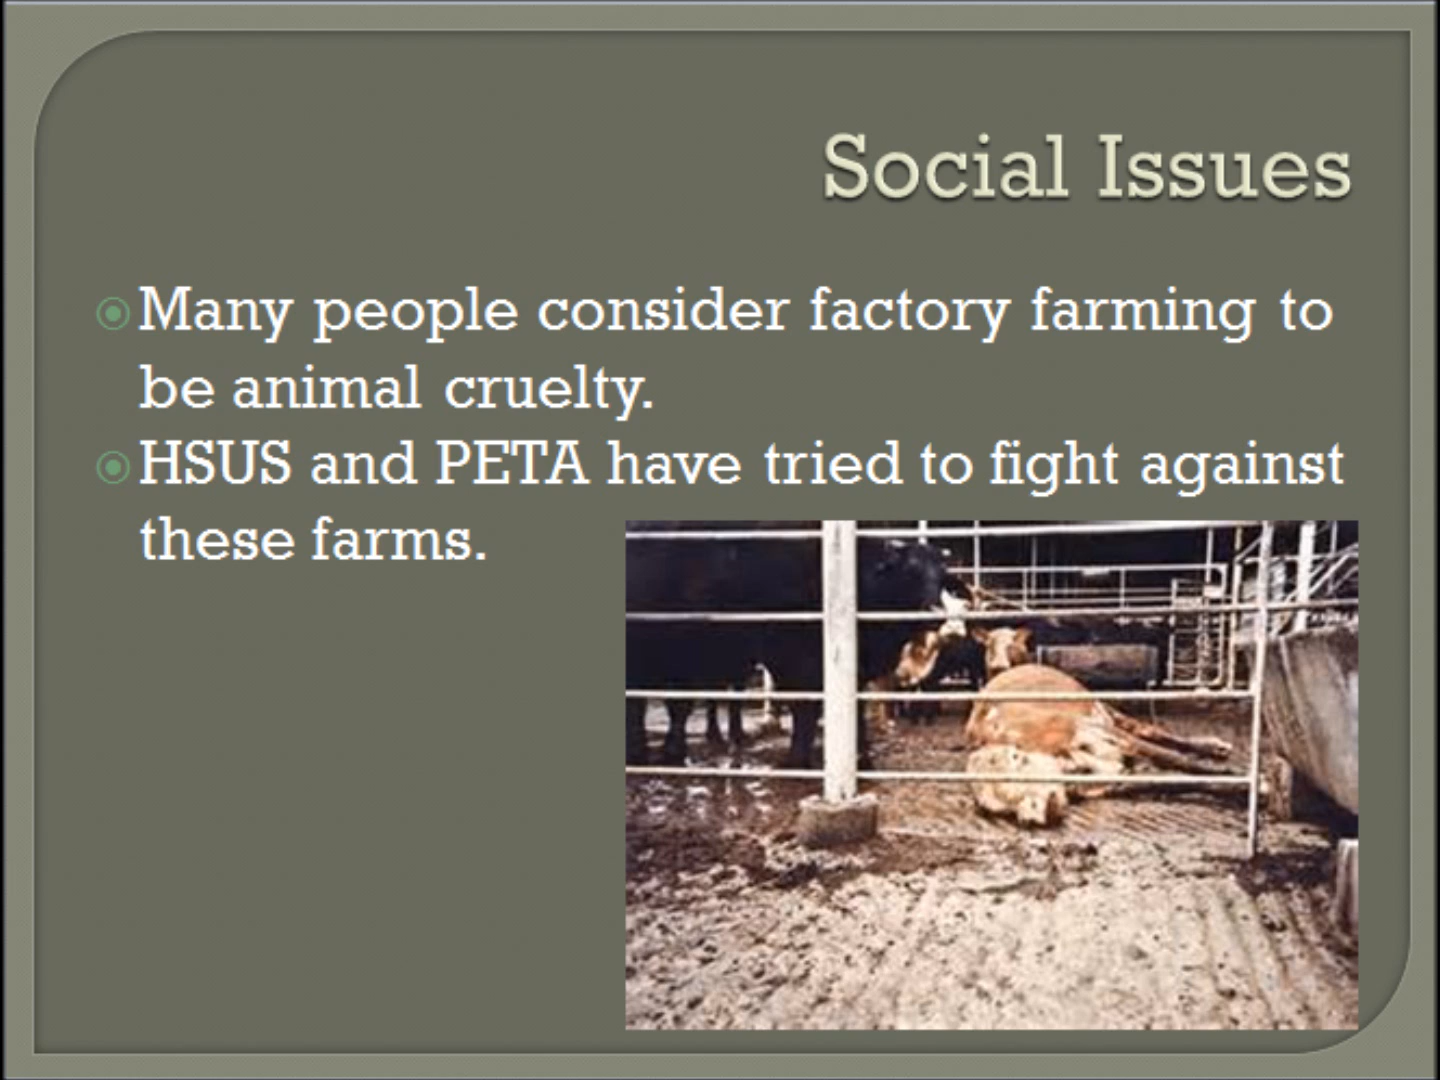 Social Issues
Many people consider factory farming to
be animal cruelty.
HSUS and PETA have tried to fight against
these farms.